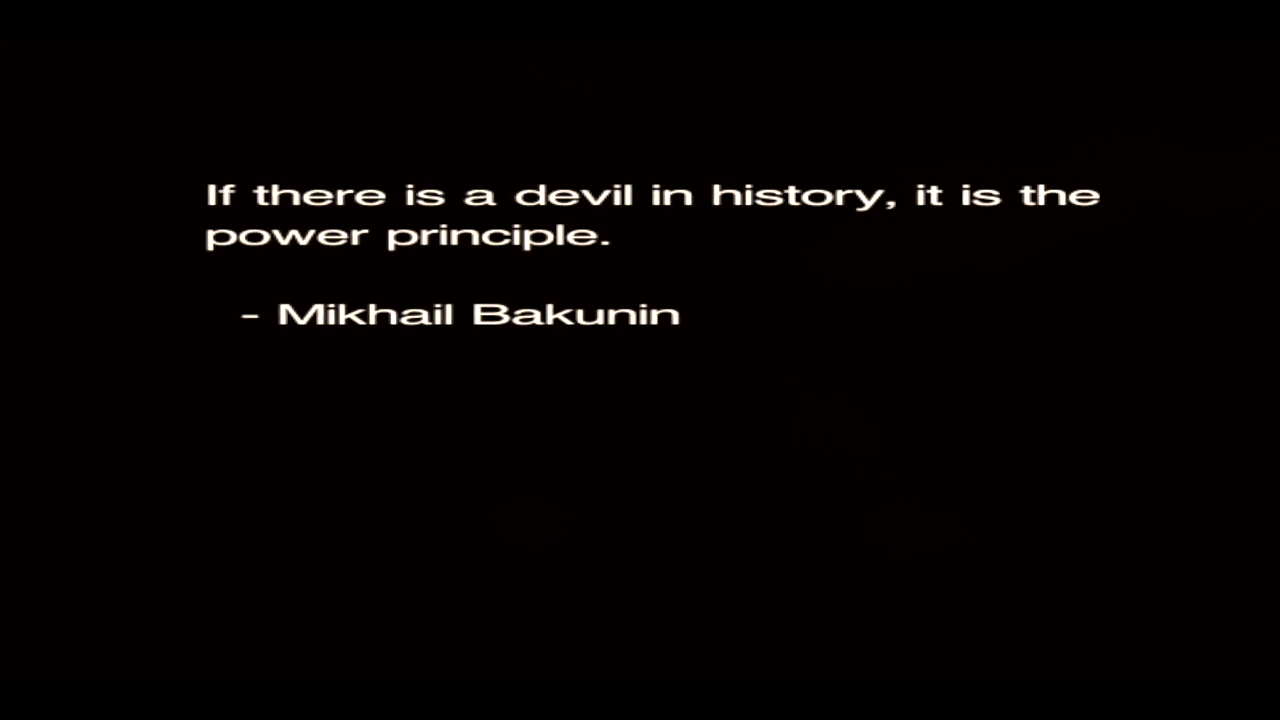 If there is a devil in history, it is the
power principle.
- Mikhail Bakunin